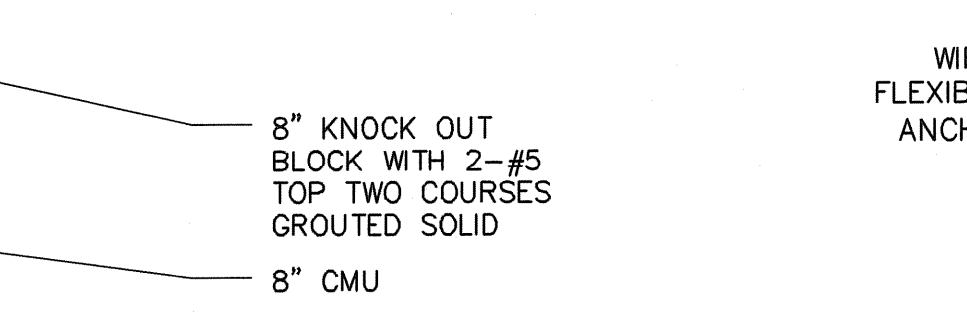 8" KNOCK OUT
BLOCK WITH 2-#5
TOP TWO COURSES
GROUTED SOLID
8" CMU